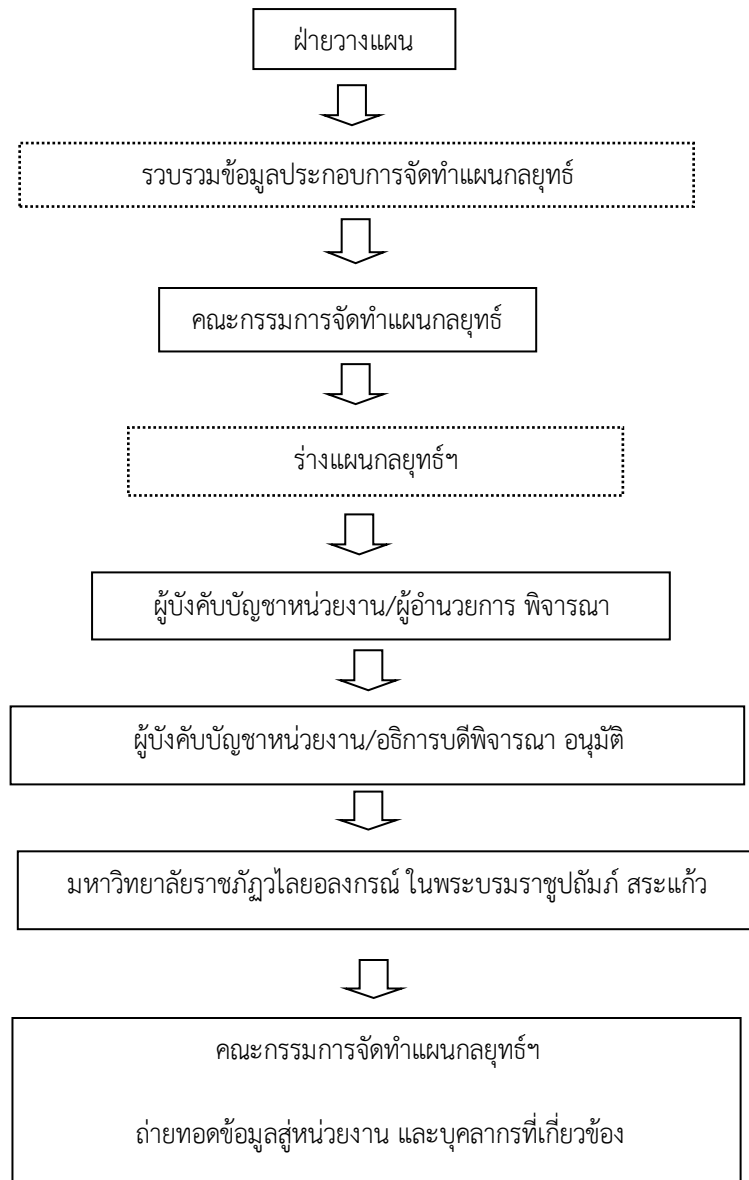 ฝ่ายวางแผน
รวบรวมข้อมูลประกอบการจัดทำแผนกลยุทธ์
คณะกรรมการจัดทำแผนกลยุทธ์
ร่างแผนกลยุทธ์ฯ
ผู้บังคับบัญชาหน่วยงาน/ผู้อำนวยการ พิจารณา
ผู้บังคับบัญชาหน่วยงาน/อธิการบดีพิจารณา อนุมัติ
มหาวิทยาลัยราชภัฏวไลยอลงกรณ์ ในพระบรมราชูปถัมภ์ สระแก้ว
คณะกรรมการจัดทำแผนกลยุทธ์ฯ
ถ่ายทอดข้อมูลสู่หน่วยงาน และบุคลากรที่เกี่ยวข้อง